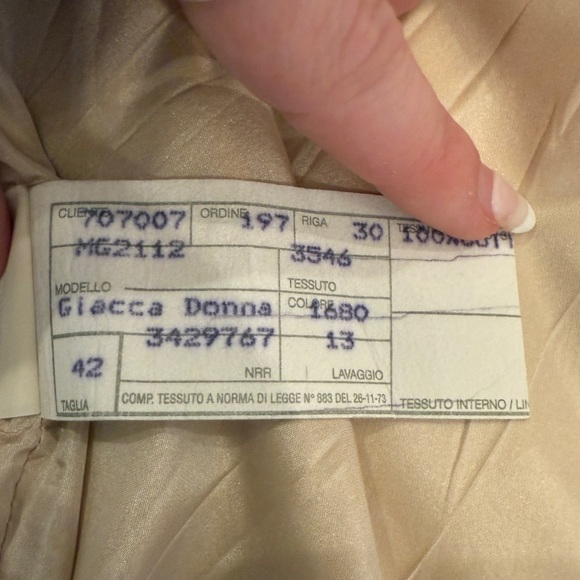 CLIENTE 707007 ORDINE 197 RIGA 30
MG2112 3546
MODELLO TESSUTO
Giacca Donna COLORE 1680
3429767 13
42 NRR LAVAGGIO
TAGLIA COMP. TESSUTO A NORMA DI LEGGE N° 883 DEL 26-11-73 TESSUTO INTERNO /